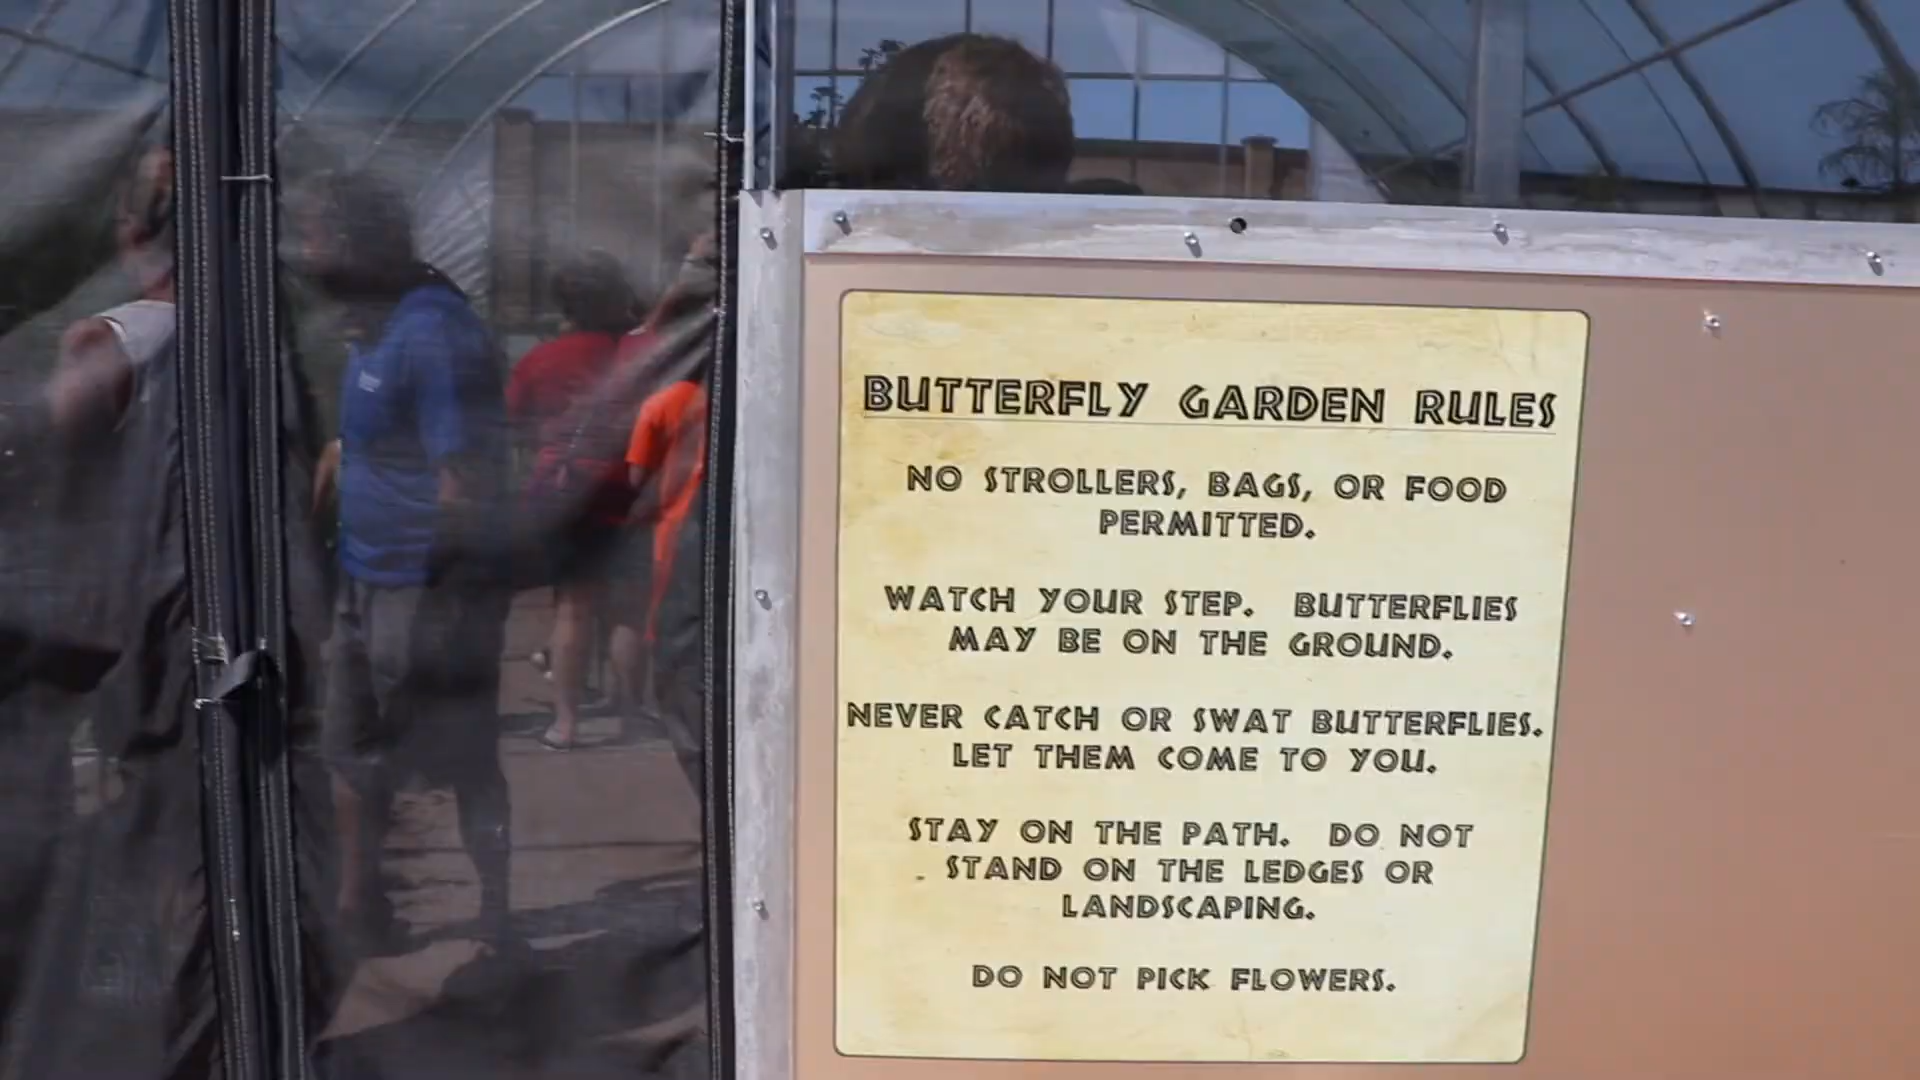 BUTTERFLY GARDEN RULES
NO STROLLERS, BAGS, OR FOOD
PERMITTED.
WATCH YOUR STEP. BUTTERFLIES
MAY BE ON THE GROUND.
NEVER CATCH OR SWAT BUTTERFLIES.
LET THEM COME TO YOU.
STAY ON THE PATH. DO NOT
STAND ON THE LEDGES OR
LANDSCAPING.
DO NOT PICK FLOWERS.